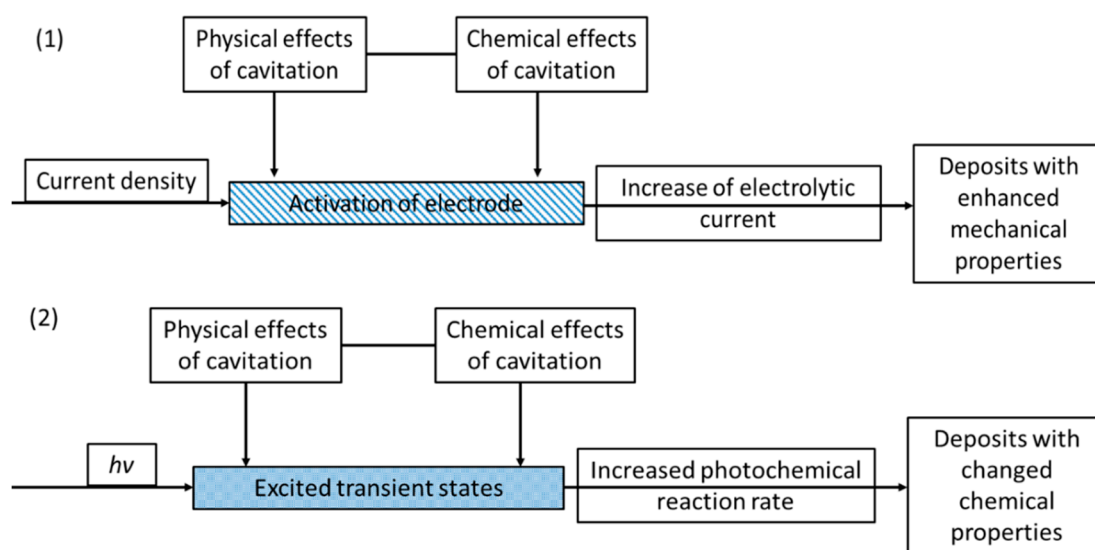 (1)
Physical effects
of cavitation
Chemical effects
of cavitation
Current density
Activation of electrode
Increase of electrolytic
current
Deposits with
enhanced
mechanical
properties
(2)
Physical effects
of cavitation
Chemical effects
of cavitation
hv
Excited transient states
Increased photochemical
reaction rate
Deposits with
changed
chemical
properties